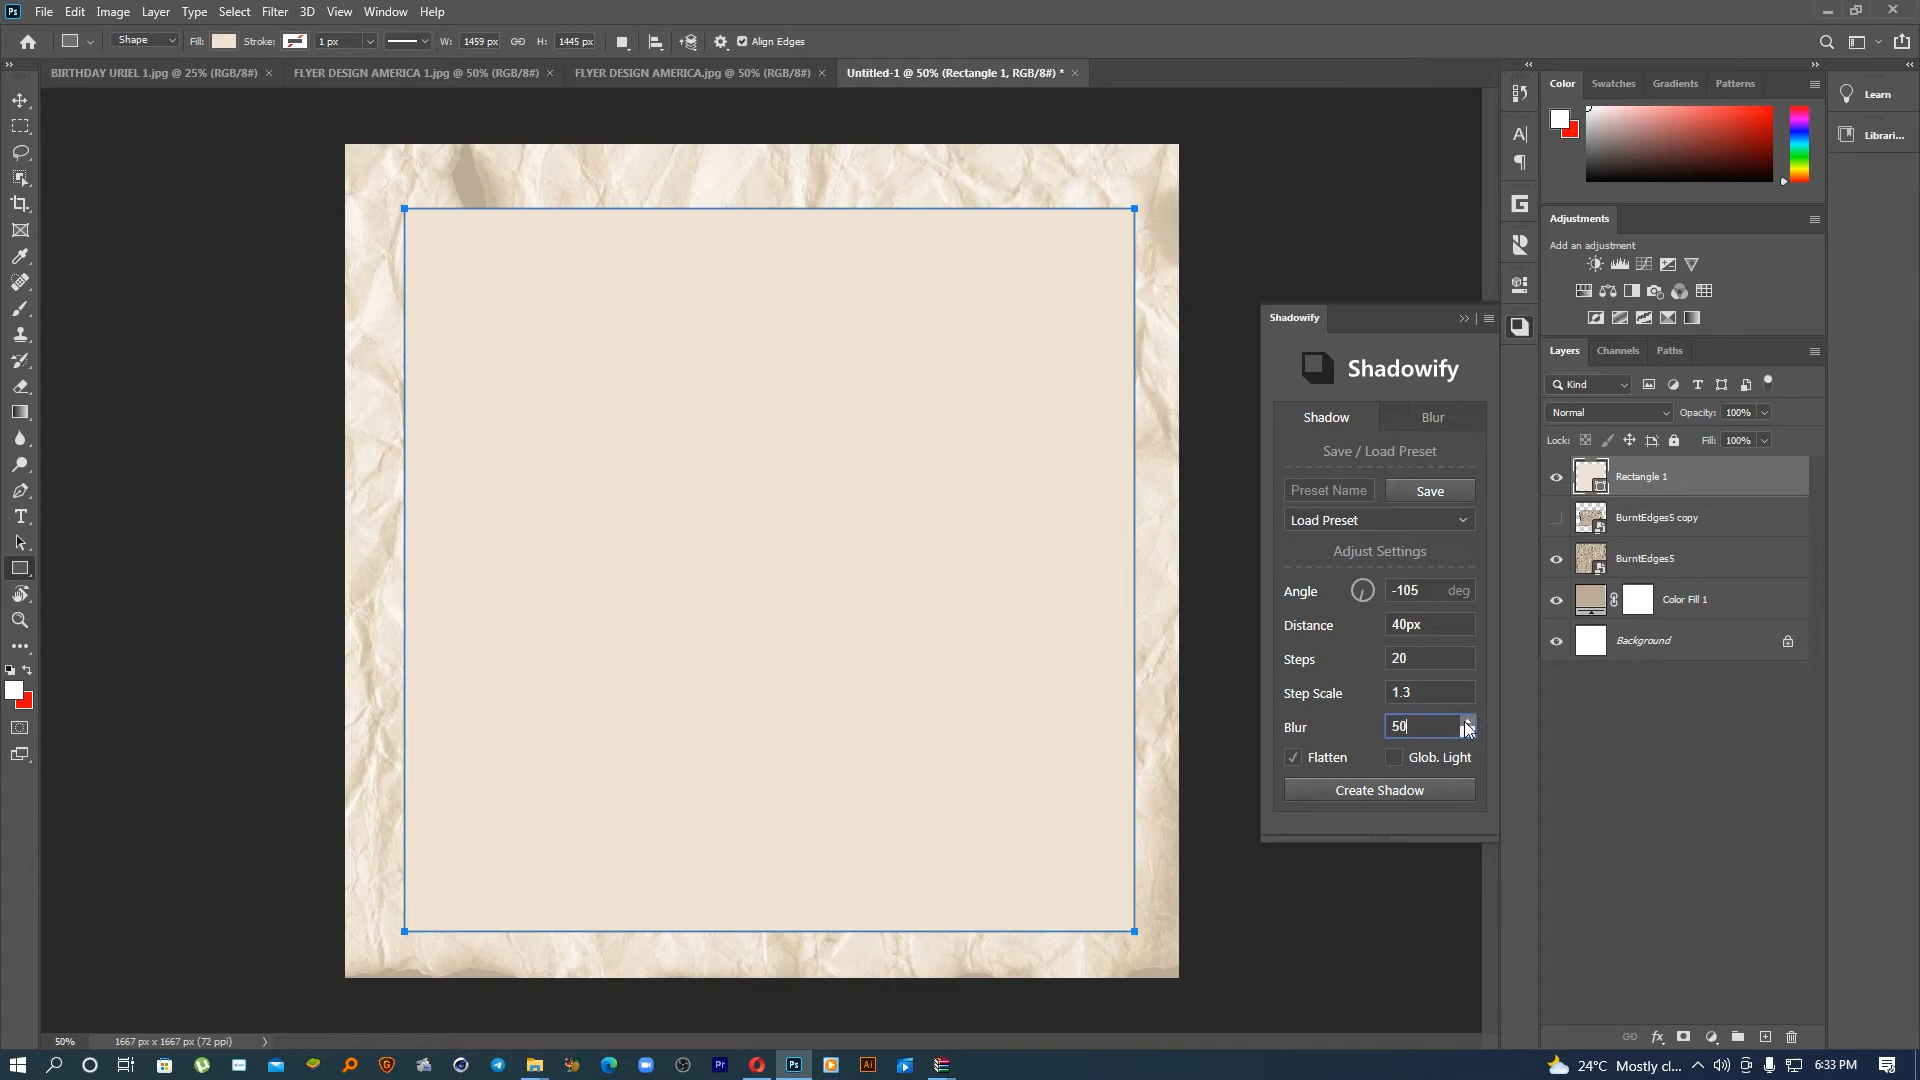 Ps File Edit Image Layer Type Select Filter 3D View Window Help
Shape Fill: Stroke: 1 px W: 1459 px H: 1445 px Align Edges
BIRTHDAY URIEL 1.jpg @ 25% (RGB/8#) × FLYER DESIGN AMERICA 1.jpg @ 50% (RGB/8#) × FLYER DESIGN AMERICA.jpg @ 50% (RGB/8#) × Untitled-1 @ 50% (Rectangle 1, RGB/8#) * ×
Color Swatches Gradients Patterns
Learn
Librari...
Adjustments
Add an adjustment
Layers Channels Paths
Kind
Normal Opacity: 100%
Lock: Fill: 100%
Rectangle 1
BurntEdges5 copy
BurntEdges5
Color Fill 1
Background
Shadowify
Shadowify
Shadow Blur
Save / Load Preset
Preset Name Save
Load Preset
Adjust Settings
Angle -105 deg
Distance 40px
Steps 20
Step Scale 1.3
Blur 50
Flatten Glob. Light
Create Shadow
50% 1667 px x 1667 px (72 ppi)
Pr Ps Ai 24°C Mostly cl... 6:33 PM